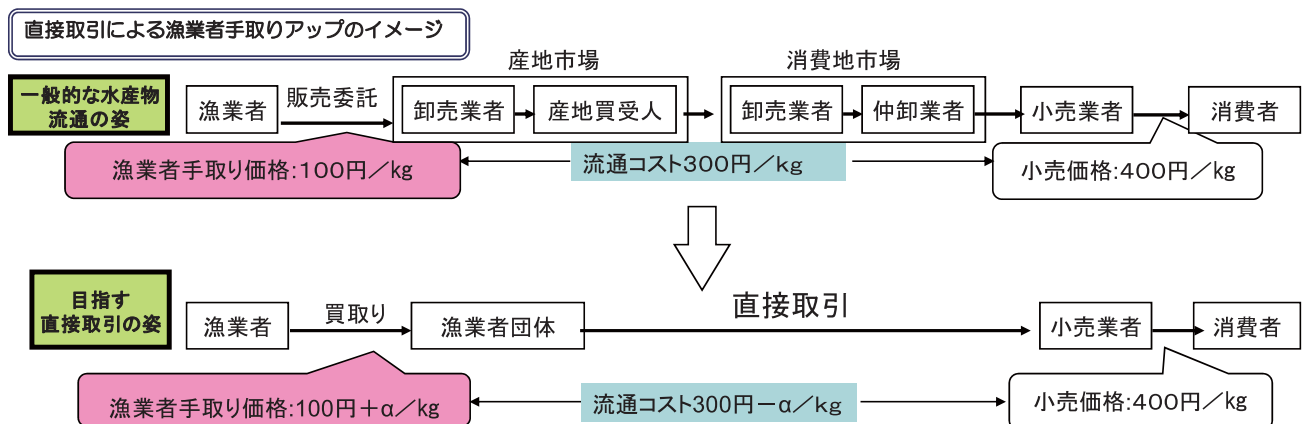 直接取引による漁業者手取りアップのイメージ
産地市場
消費地市場
一般的な水産物
流通の姿
漁業者
販売委託
卸売業者
産地買受人
卸売業者
仲卸業者
小売業者
消費者
漁業者手取り価格:100円／kg
流通コスト300円／kg
小売価格:400円／kg
目指す
直接取引の姿
漁業者
買取り
漁業者団体
直接取引
小売業者
消費者
漁業者手取り価格:100円＋α／kg
流通コスト300円－α／kg
小売価格:400円／kg